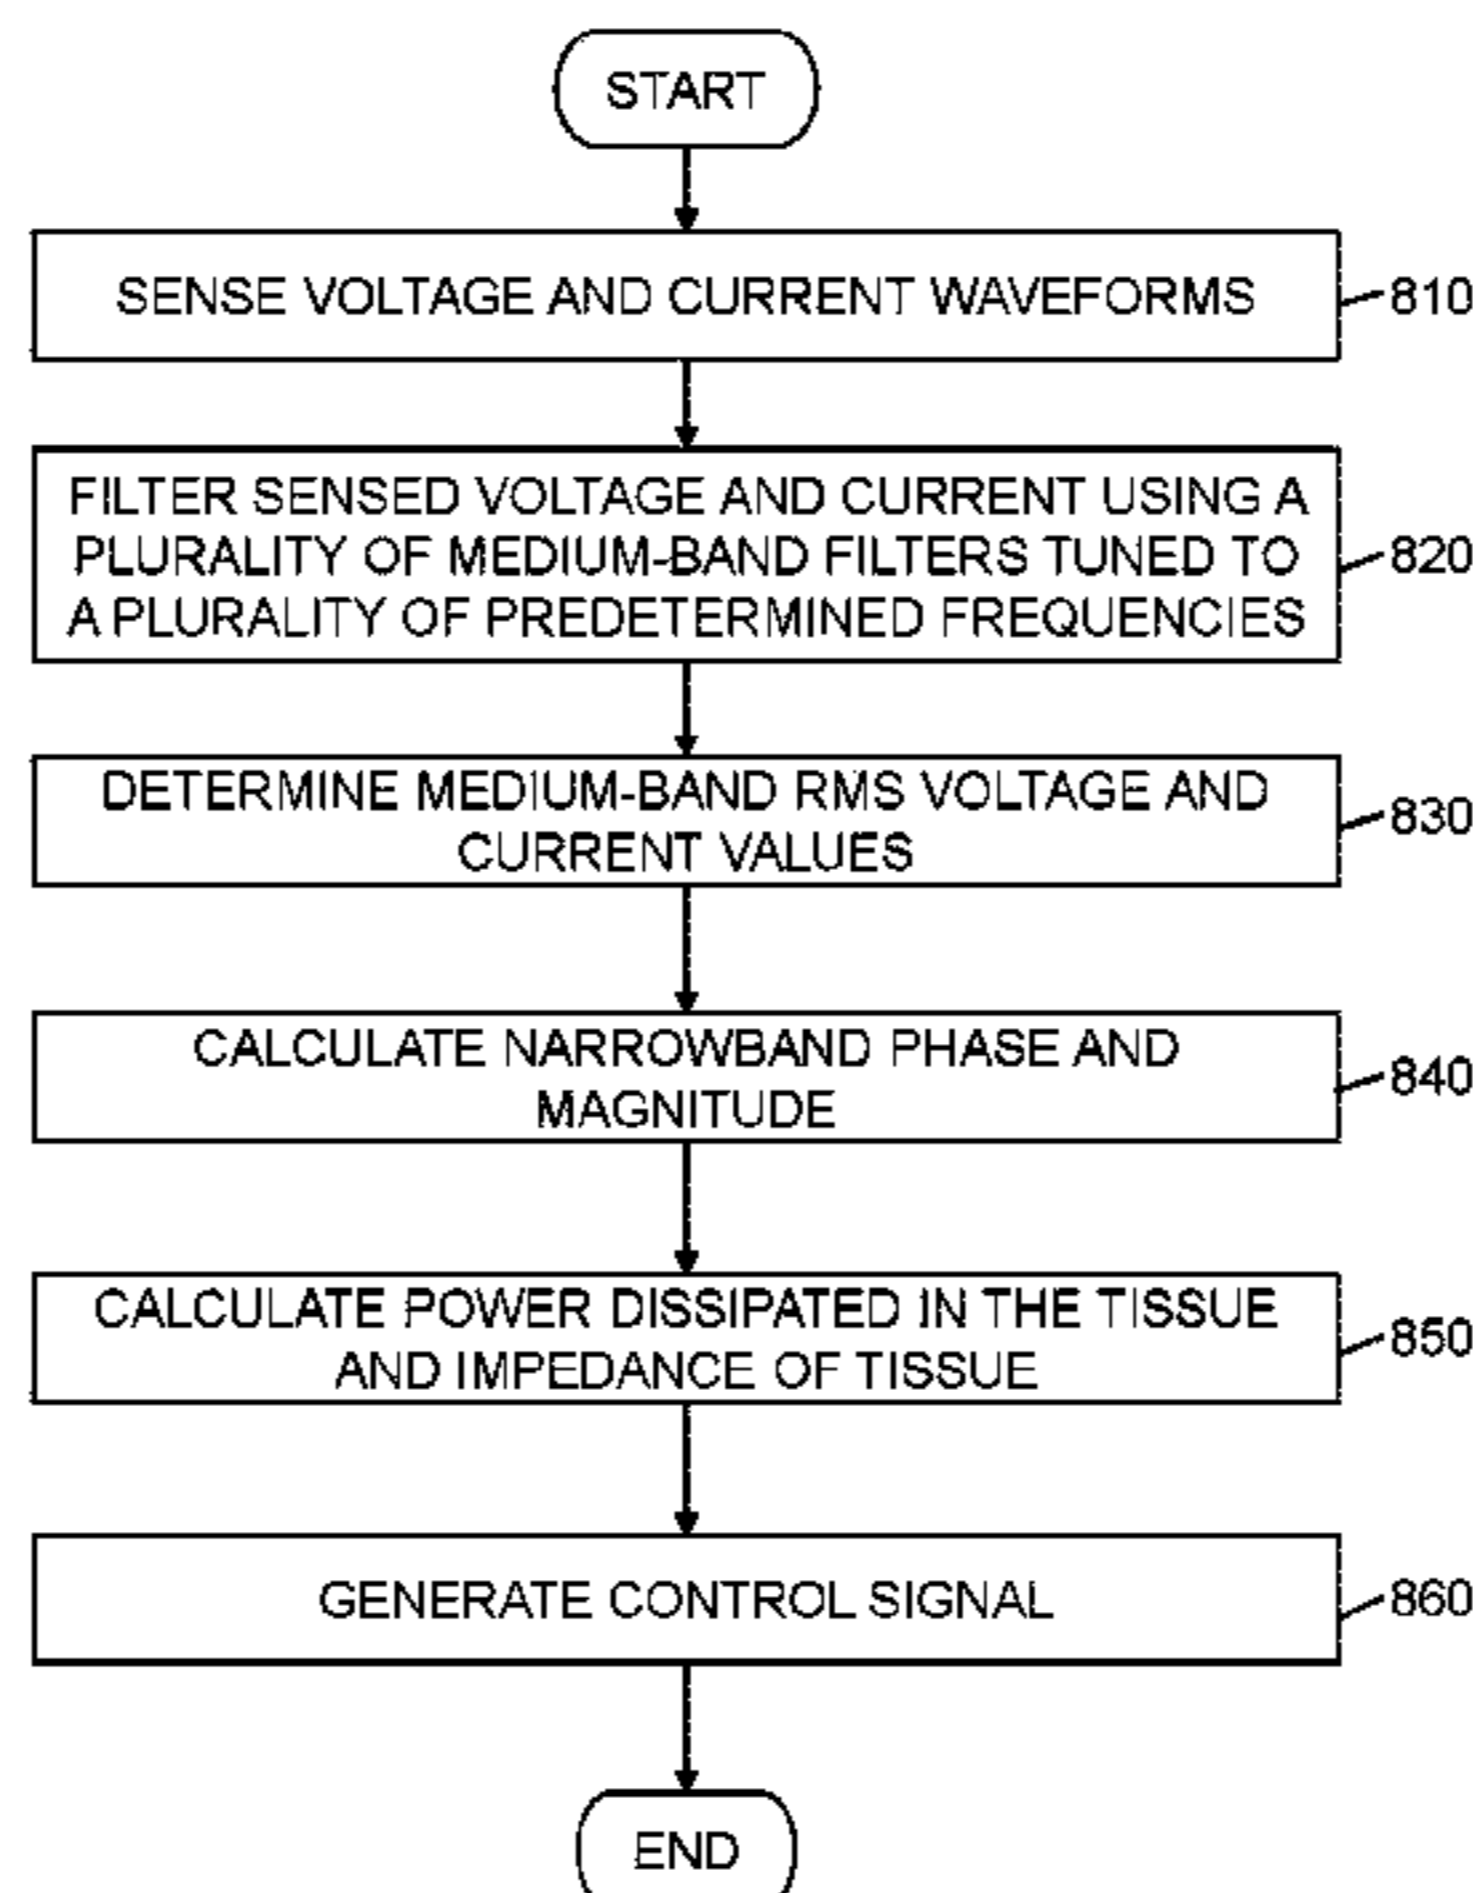 START
SENSE VOLTAGE AND CURRENT WAVEFORMS
810
FILTER SENSED VOLTAGE AND CURRENT USING A
PLURALITY OF MEDIUM-BAND FILTERS TUNED TO
A PLURALITY OF PREDETERMINED FREQUENCIES
820
DETERMINE MEDIUM-BAND RMS VOLTAGE AND
CURRENT VALUES
830
CALCULATE NARROWBAND PHASE AND
MAGNITUDE
840
CALCULATE POWER DISSIPATED IN THE TISSUE
AND IMPEDANCE OF TISSUE
850
GENERATE CONTROL SIGNAL
860
END